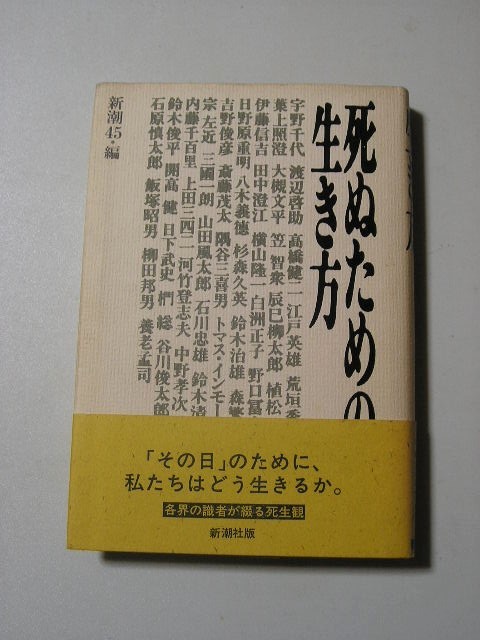 死ぬための
生き方
宇野千代 渡辺啓助 高橋健二 江戸英雄 荒垣秀
葉上照澄 大槻文平 笠 智衆 辰巳柳太郎 植松
伊藤信吉 田中澄江 横山隆一 白洲正子 野口冨
日野原重明 八木義徳 杉森久英 鈴木治雄 森繁
吉野俊彦 斎藤茂太 隅谷三喜男 トマス・インモー
宗 左近 三國一朗 山田風太郎 石川忠雄 鈴木清
内藤千百里 上田三四二 河竹登志夫 中野孝次
鈴木俊平 開高 健 日下武史 椚 總 谷川俊太郎
石原慎太郎 飯塚昭男 柳田邦男 養老孟司
新潮45・編
「その日」のために、
私たちはどう生きるか。
各界の識者が綴る死生観
新潮社版